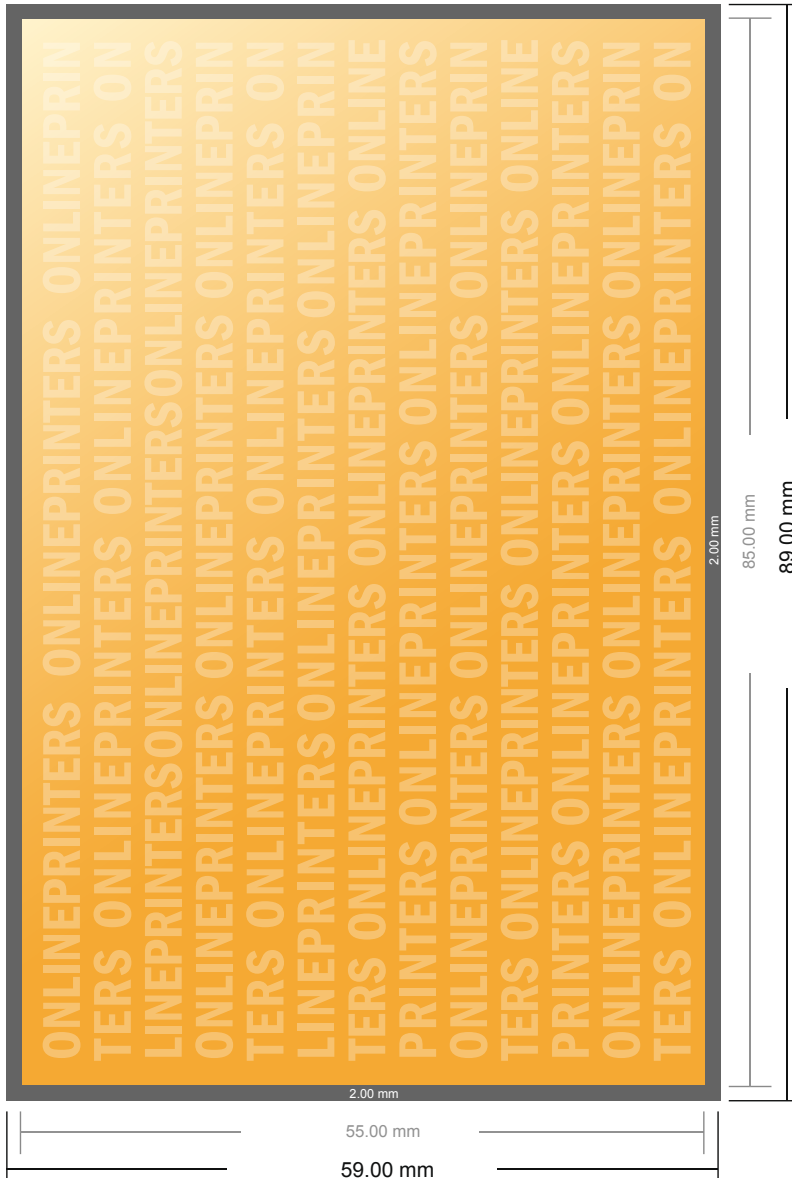 ONLINEPRINTERS ONLINEPRINTERS ONLINEPRIN
TERS ONLINEPRINTERS ONLINEPRINTERS ON
LINEPRINTERSONLINEPRINTERSONLINEPRINTERS
ONLINEPRINTERS ONLINEPRINTERS ONLINEPRIN
TERS ONLINEPRINTERS ONLINEPRINTERS ON
LINEPRINTERSONLINEPRINTERSONLINEPRIN
TERS ONLINEPRINTERS ONLINEPRINTERS ONLINE
PRINTERS ONLINEPRINTERS ONLINEPRINTERS
ONLINEPRINTERS ONLINEPRINTERS ONLINEPRIN
TERS ONLINEPRINTERS ONLINEPRINTERS ONLINE
PRINTERS ONLINEPRINTERS ONLINEPRINTERS
ONLINEPRINTERS ONLINEPRINTERS ONLINEPRIN
TERS ONLINEPRINTERS ONLINEPRINTERS ON
2.00 mm
85.00 mm
89.00 mm
2.00 mm
55.00 mm
59.00 mm